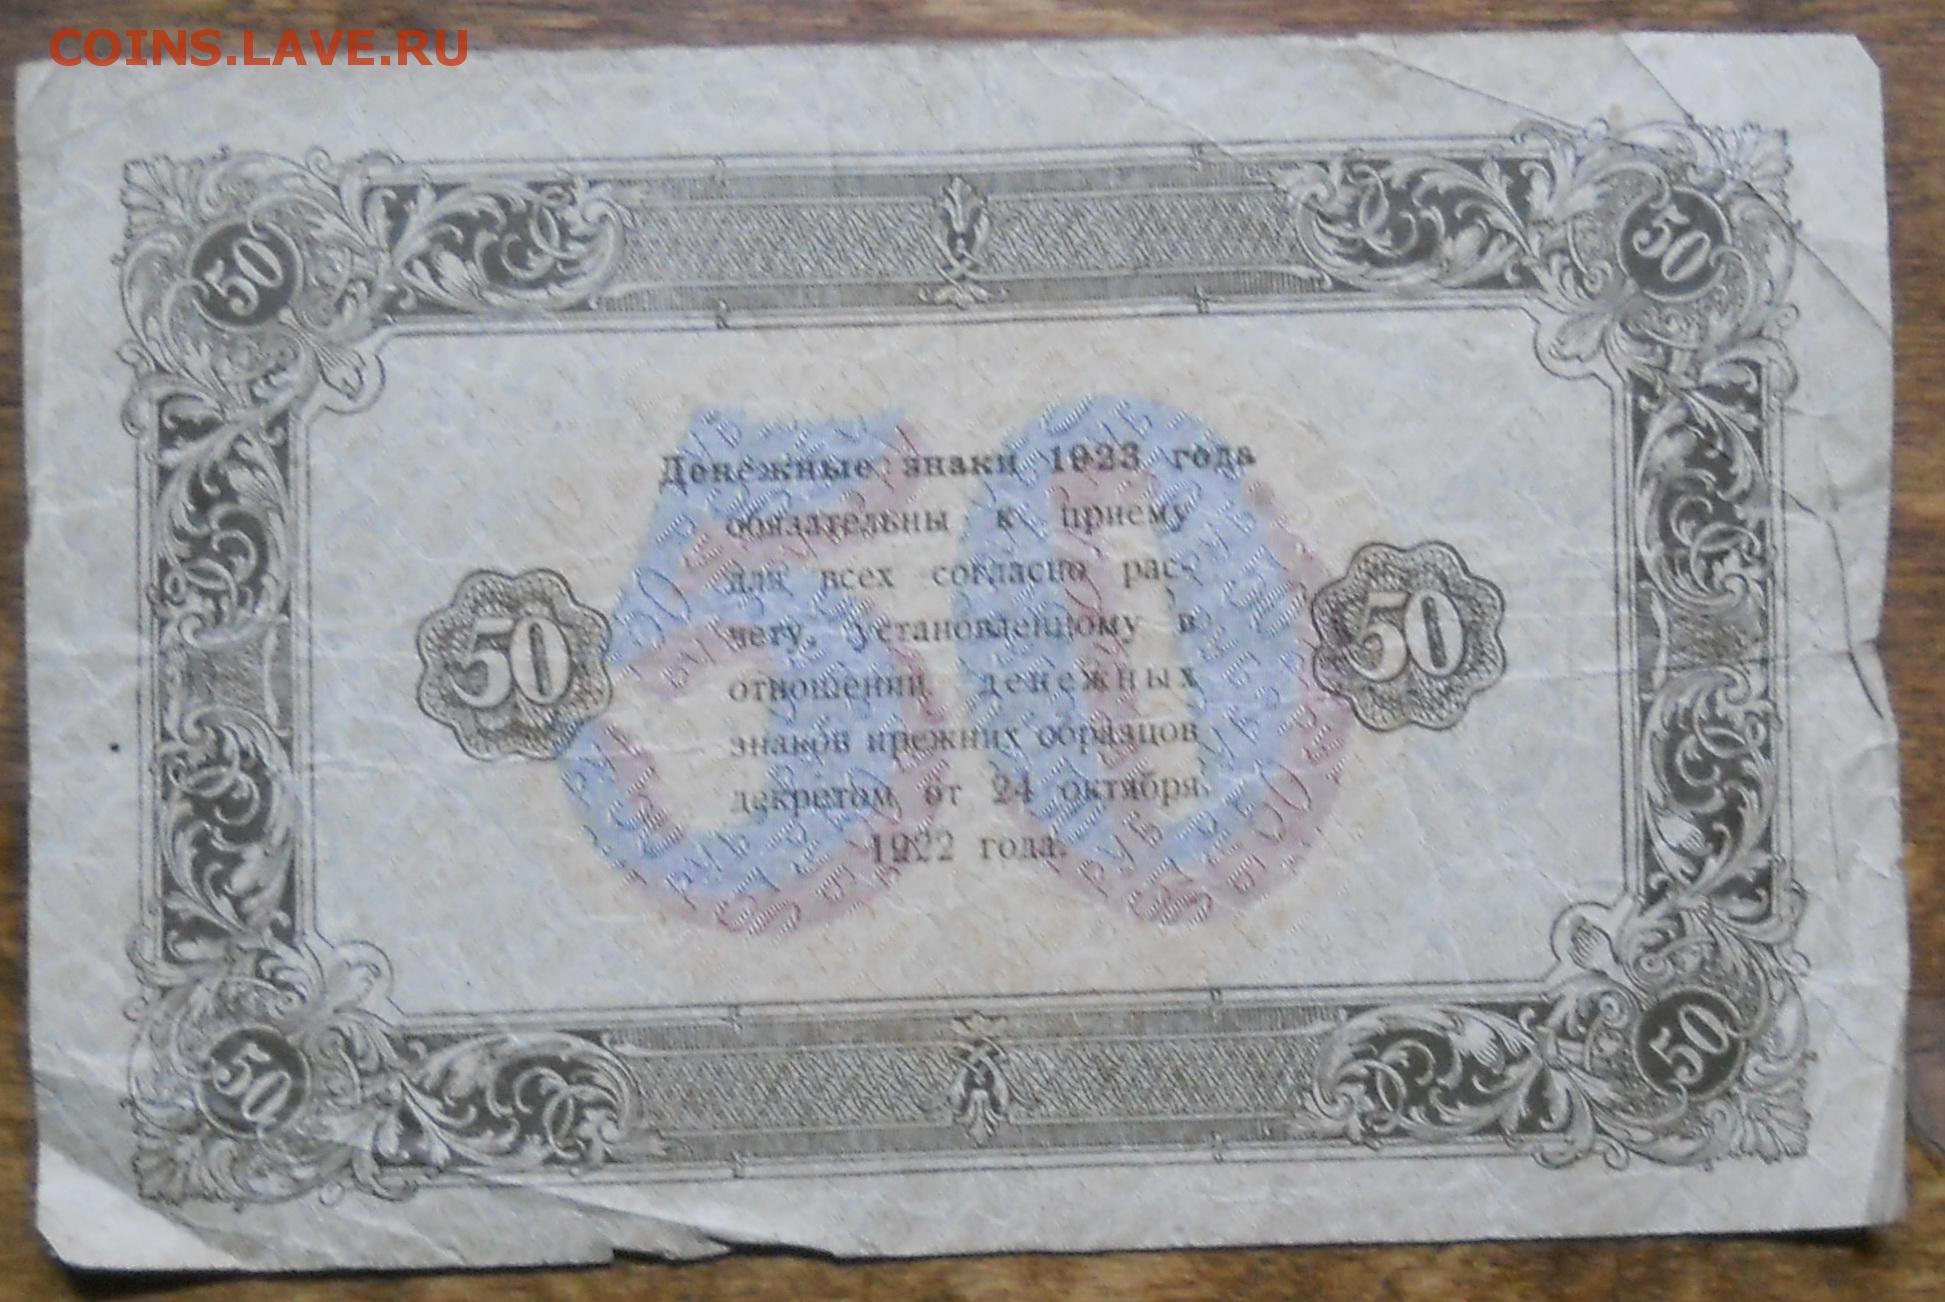 COINS.LAVE.RU
50 50
Денежные знаки 1923 года
обязательны к приему
для всех согласно рас-
чету, установленному в
отношении денежных
знаков прежних образцов
декретом от 24 октября
1922 года.
50 50
50
50 50